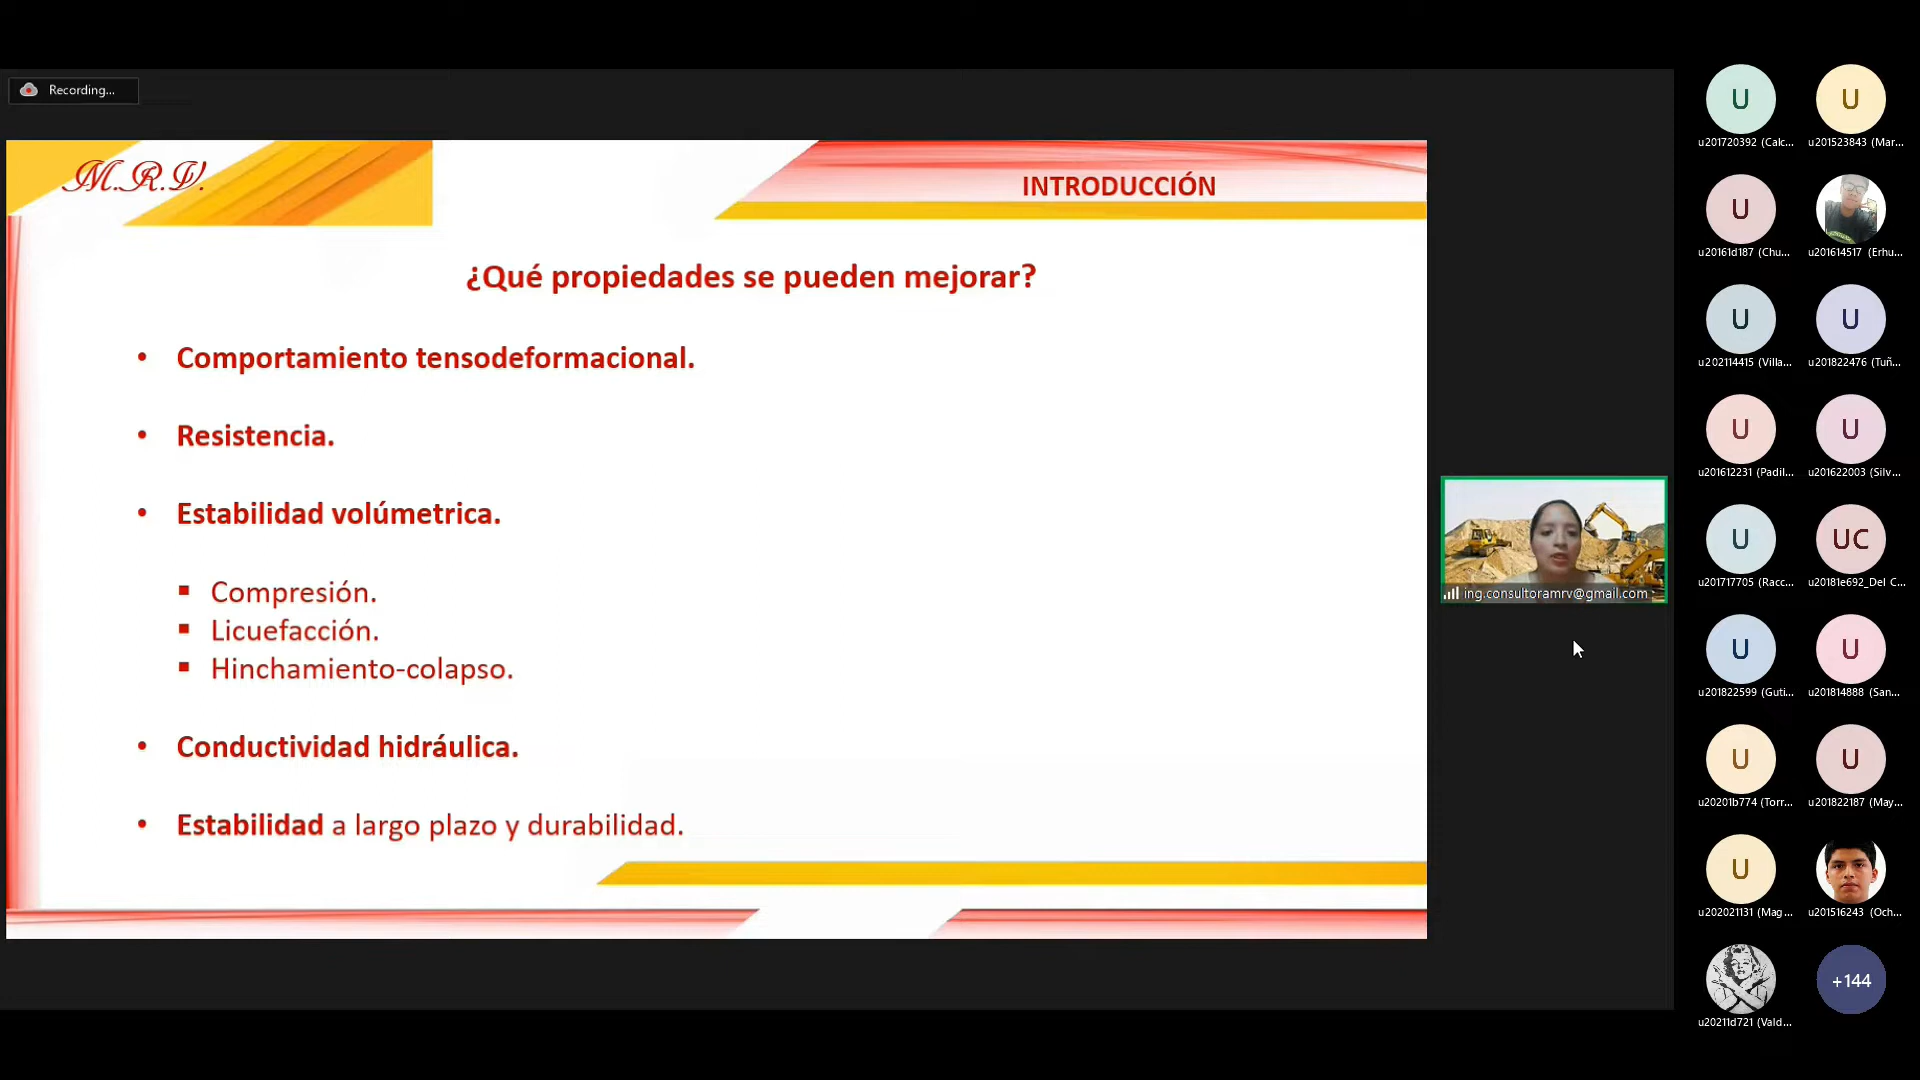 Recording...
M.R.V.
INTRODUCCIÓN
¿Qué propiedades se pueden mejorar?
• Comportamiento tensodeformacional.
• Resistencia.
• Estabilidad volúmetrica.
▪ Compresión.
▪ Licuefacción.
▪ Hinchamiento-colapso.
• Conductividad hidráulica.
• Estabilidad a largo plazo y durabilidad.
ing.consultoramrv@gmail.com
U
U
u201720392 (Calc...
u201523843 (Mar...
U
u20161d187 (Chu...
u201614517 (Erhu...
U
U
u202114415 (Villa...
u201822476 (Tuñ...
U
U
u201612231 (Padil...
u201622003 (Silv...
U
UC
u201717705 (Racc...
u20181e692_Del C...
U
U
u201822599 (Guti...
u201814888 (San...
U
U
u20201b774 (Torr...
u201822187 (May...
U
u202021131 (Mag...
u201516243 (Och...
+144
u20211d721 (Vald...